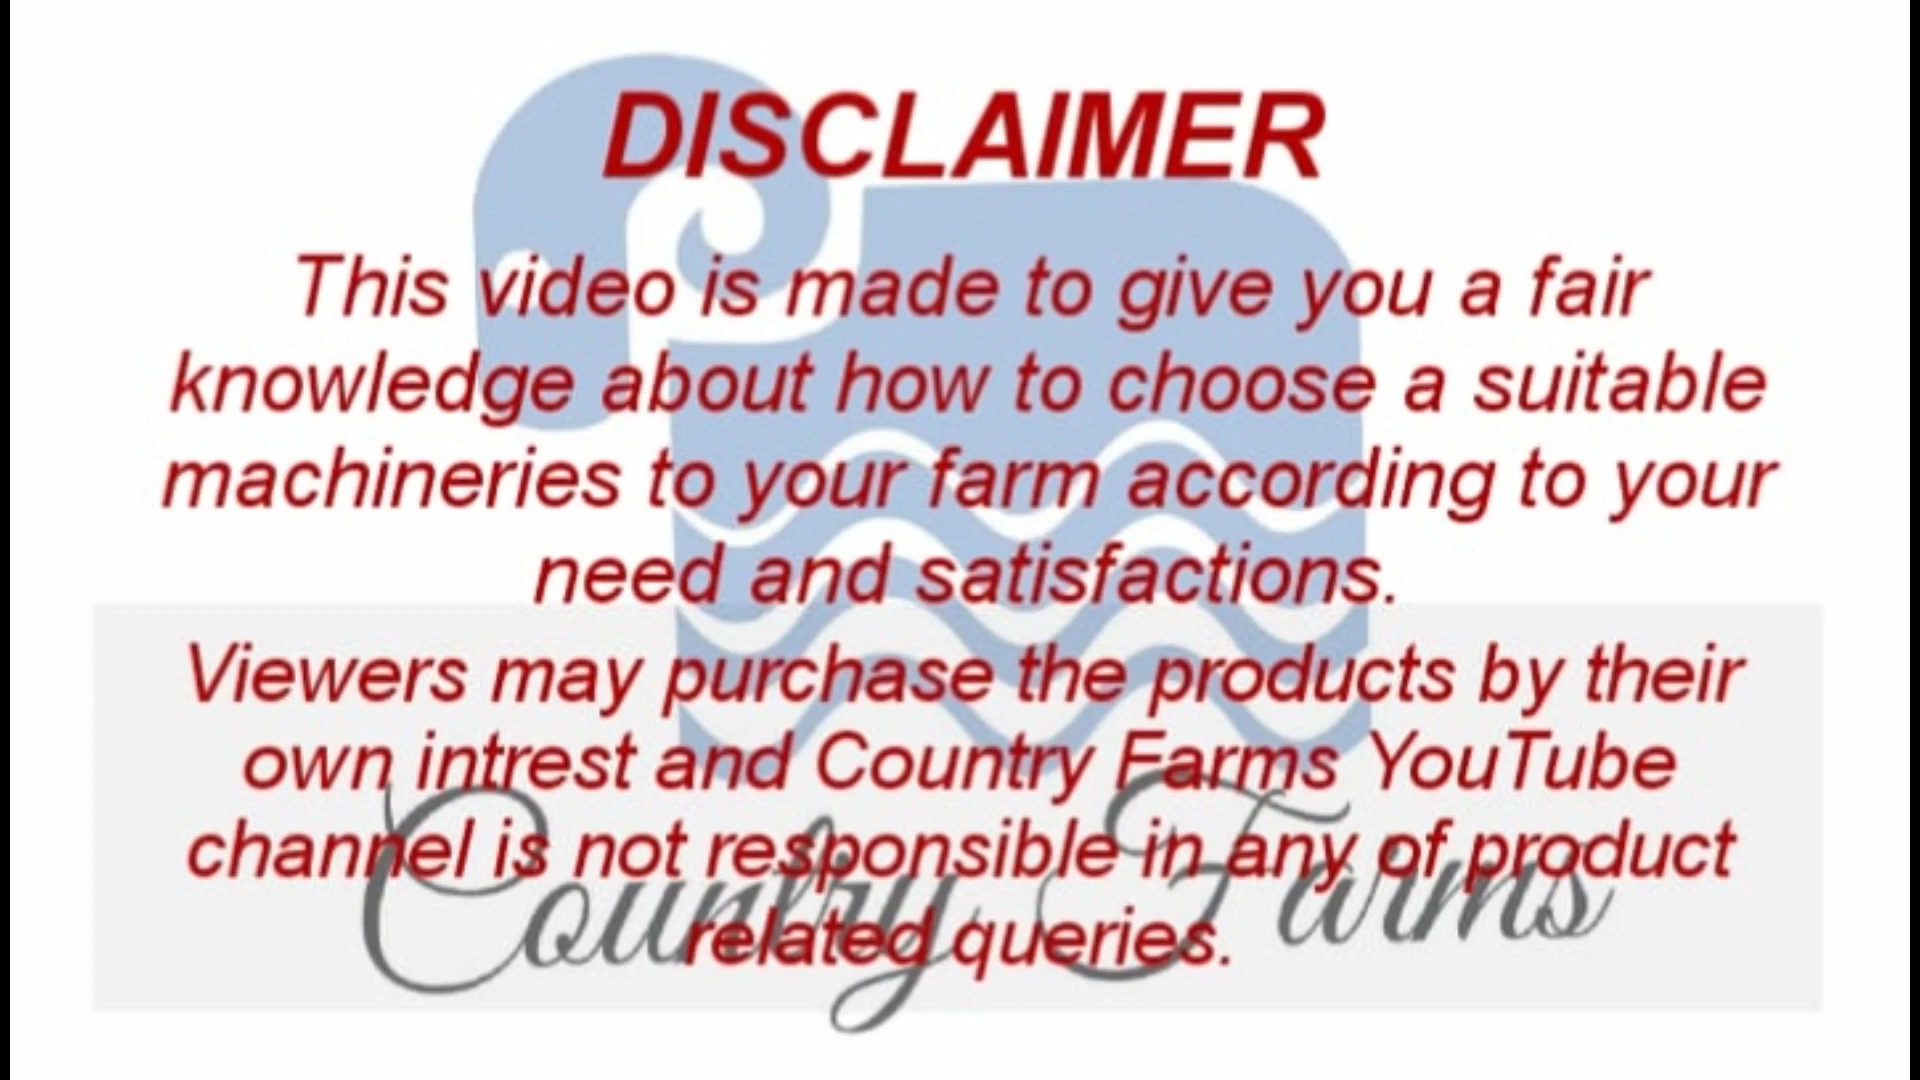 DISCLAIMER
This video is made to give you a fair
knowledge about how to choose a suitable
machineries to your farm according to your
need and satisfactions.
Viewers may purchase the products by their
own intrest and Country Farms YouTube
channel is not responsible in any of product
related queries.
Country Farms